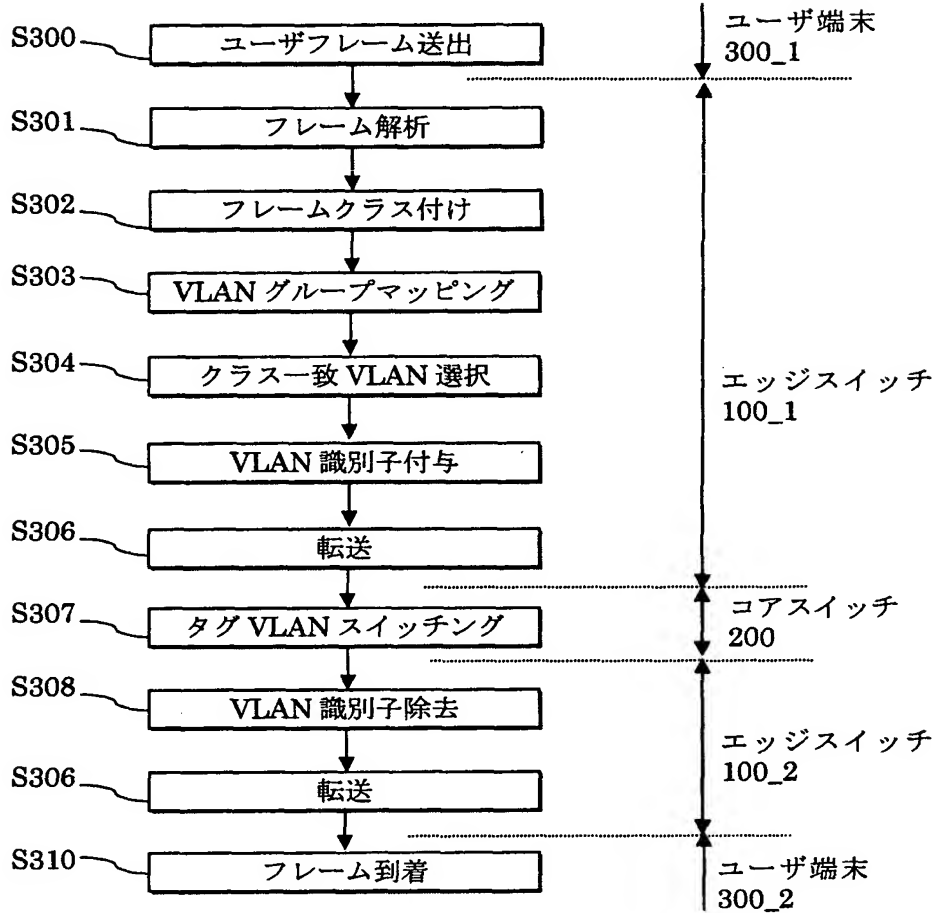 S300
ユーザフレーム送出
ユーザ端末
300_1
S301
フレーム解析
S302
フレームクラス付け
S303
VLAN グループマッピング
S304
クラス一致 VLAN 選択
エッジスイッチ
100_1
S305
VLAN 識別子付与
S306
転送
S307
タグ VLAN スイッチング
コアスイッチ
200
S308
VLAN 識別子除去
エッジスイッチ
100_2
S306
転送
S310
フレーム到着
ユーザ端末
300_2